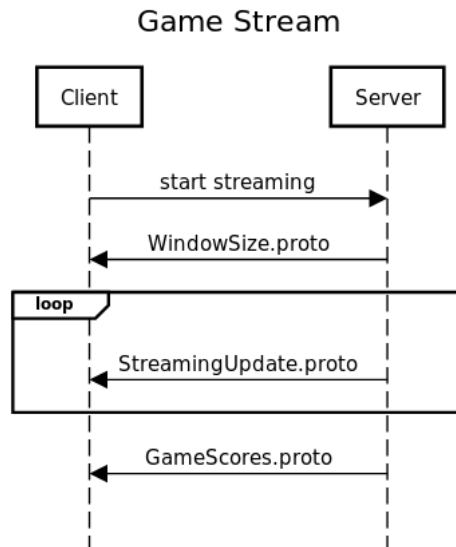 Game Stream
Client
Server
start streaming
WindowSize.proto
loop
StreamingUpdate.proto
GameScores.proto